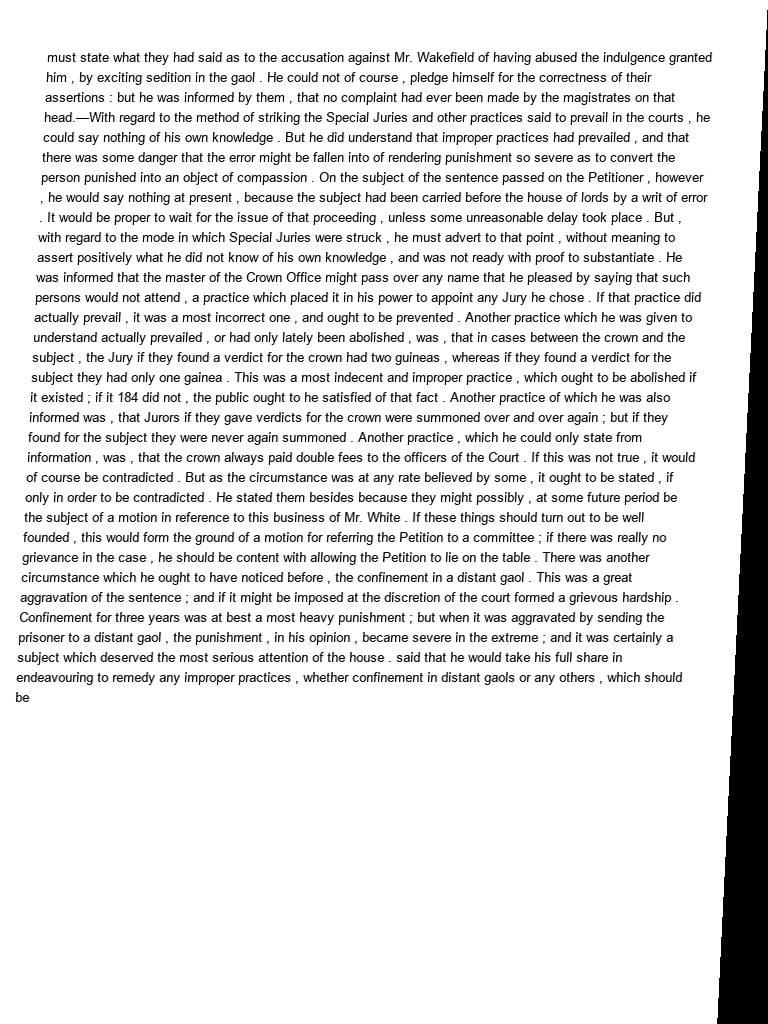 must state what they had said as to the accusation against Mr. Wakefield of having abused the indulgence granted
him , by exciting sedition in the gaol . He could not of course , pledge himself for the correctness of their
assertions : but he was informed by them , that no complaint had ever been made by the magistrates on that
head.—With regard to the method of striking the Special Juries and other practices said to prevail in the courts , he
could say nothing of his own knowledge . But he did understand that improper practices had prevailed , and that
there was some danger that the error might be fallen into of rendering punishment so severe as to convert the
person punished into an object of compassion . On the subject of the sentence passed on the Petitioner , however
, he would say nothing at present , because the subject had been carried before the house of lords by a writ of error
. It would be proper to wait for the issue of that proceeding , unless some unreasonable delay took place . But ,
with regard to the mode in which Special Juries were struck , he must advert to that point , without meaning to
assert positively what he did not know of his own knowledge , and was not ready with proof to substantiate . He
was informed that the master of the Crown Office might pass over any name that he pleased by saying that such
persons would not attend , a practice which placed it in his power to appoint any Jury he chose . If that practice did
actually prevail , it was a most incorrect one , and ought to be prevented . Another practice which he was given to
understand actually prevailed , or had only lately been abolished , was , that in cases between the crown and the
subject , the Jury if they found a verdict for the crown had two guineas , whereas if they found a verdict for the
subject they had only one gainea . This was a most indecent and improper practice , which ought to be abolished if
it existed ; if it 184 did not , the public ought to he satisfied of that fact . Another practice of which he was also
informed was , that Jurors if they gave verdicts for the crown were summoned over and over again ; but if they
found for the subject they were never again summoned . Another practice , which he could only state from
information , was , that the crown always paid double fees to the officers of the Court . If this was not true , it would
of course be contradicted . But as the circumstance was at any rate believed by some , it ought to be stated , if
only in order to be contradicted . He stated them besides because they might possibly , at some future period be
the subject of a motion in reference to this business of Mr. White . If these things should turn out to be well
founded , this would form the ground of a motion for referring the Petition to a committee ; if there was really no
grievance in the case , he should be content with allowing the Petition to lie on the table . There was another
circumstance which he ought to have noticed before , the confinement in a distant gaol . This was a great
aggravation of the sentence ; and if it might be imposed at the discretion of the court formed a grievous hardship .
Confinement for three years was at best a most heavy punishment ; but when it was aggravated by sending the
prisoner to a distant gaol , the punishment , in his opinion , became severe in the extreme ; and it was certainly a
subject which deserved the most serious attention of the house . said that he would take his full share in
endeavouring to remedy any improper practices , whether confinement in distant gaols or any others , which should
be